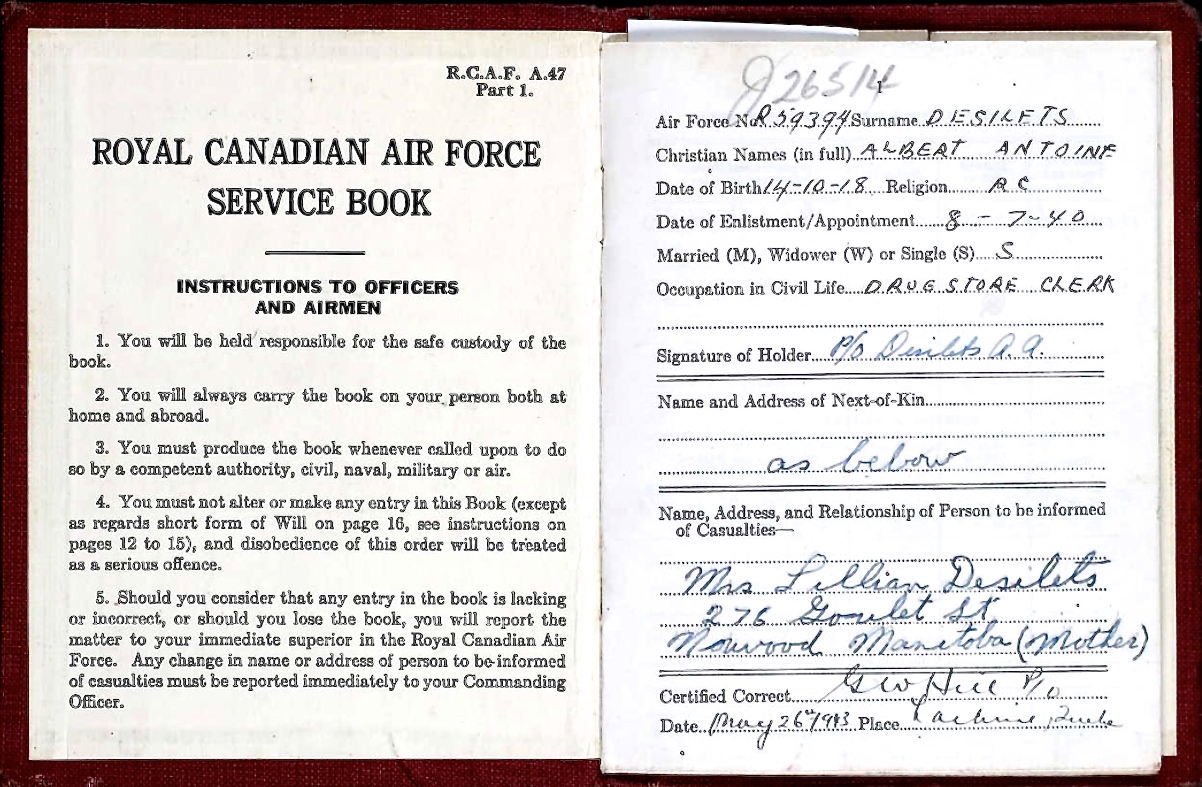 R.C.A.F. A.47
Part 1.
ROYAL CANADIAN AIR FORCE
SERVICE BOOK
INSTRUCTIONS TO OFFICERS
AND AIRMEN
1. You will be held responsible for the safe custody of the
book.
2. You will always carry the book on your person both at
home and abroad.
3. You must produce the book whenever called upon to do
so by a competent authority, civil, naval, military or air.
4. You must not alter or make any entry in this Book (except
as regards short form of Will on page 16, see instructions on
pages 12 to 15), and disobedience of this order will be treated
as a serious offence.
5. Should you consider that any entry in the book is lacking
or incorrect, or should you lose the book, you will report the
matter to your immediate superior in the Royal Canadian Air
Force. Any change in name or address of person to be informed
of casualties must be reported immediately to your Commanding
Officer.
J26514
1
Air Force No. R59394 Surname DESILETS
Christian Names (in full) ALBERT ANTOINE
Date of Birth 14-10-18 Religion RC
Date of Enlistment/Appointment 8-7-40
Married (M), Widower (W) or Single (S) S
Occupation in Civil Life DRUG STORE CLERK
Signature of Holder P/O Desilets A.A.
Name and Address of Next-of-Kin
as below
Name, Address, and Relationship of Person to be informed
of Casualties—
Mrs Lillian Desilets
276 Goulet St
Norwood Manitoba (Mother)
Certified Correct GW Hill P/O
Date May 26 1943 Place Lachine, Quebec